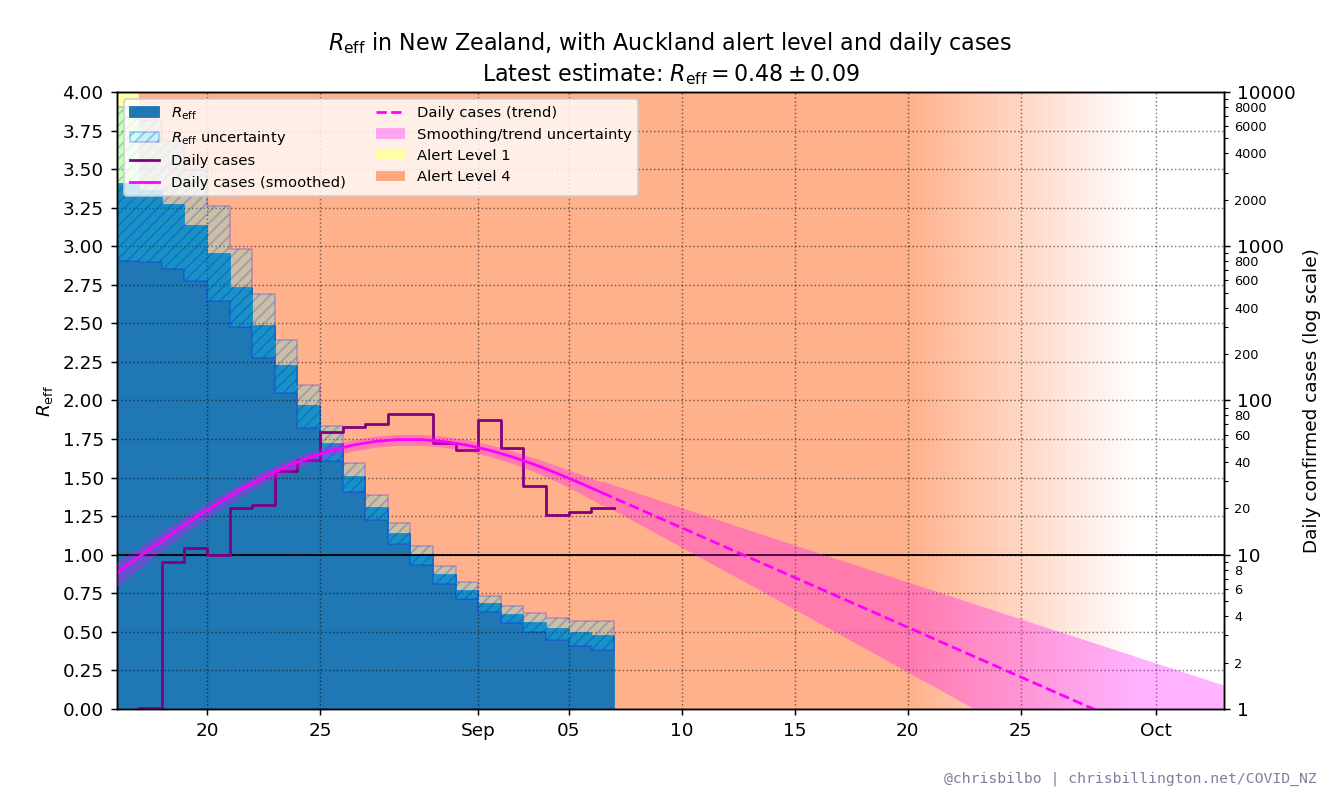 R_eff in New Zealand, with Auckland alert level and daily cases
Latest estimate: R_eff = 0.48 ± 0.09
R_eff
R_eff uncertainty
Daily cases
Daily cases (smoothed)
Daily cases (trend)
Smoothing/trend uncertainty
Alert Level 1
Alert Level 4
4.00
3.75
3.50
3.25
3.00
2.75
2.50
2.25
2.00
1.75
1.50
1.25
1.00
0.75
0.50
0.25
0.00
R_eff
10000
8000
6000
4000
2000
1000
800
600
400
200
100
80
60
40
20
10
8
6
4
2
1
Daily confirmed cases (log scale)
20 25 Sep 05 10 15 20 25 Oct
@chrisbilbo | chrisbillington.net/COVID_NZ